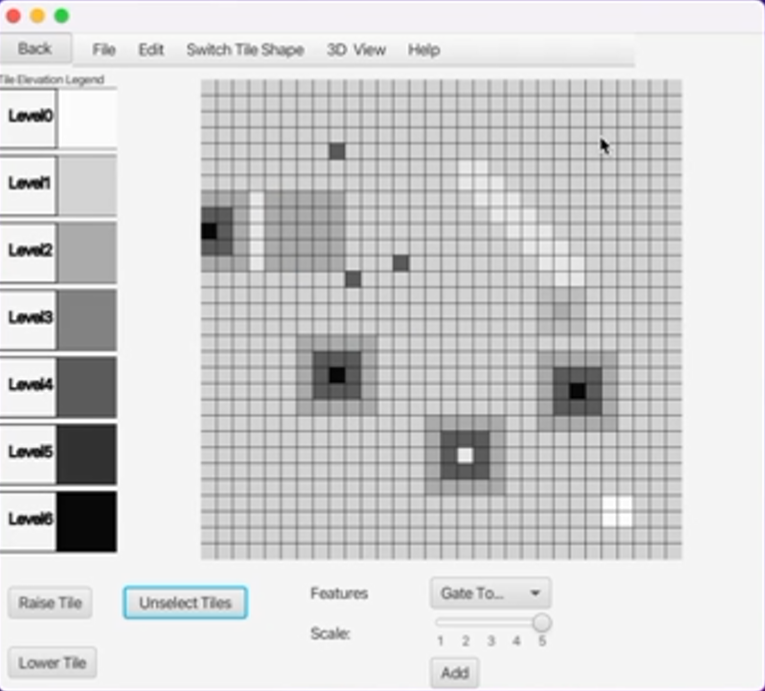 Back File Edit Switch Tile Shape 3D View Help
Tile Elevation Legend
Level0
Level1
Level2
Level3
Level4
Level5
Level6
Raise Tile Unselect Tiles Features Gate To...
Scale: 1 2 3 4 5
Lower Tile Add